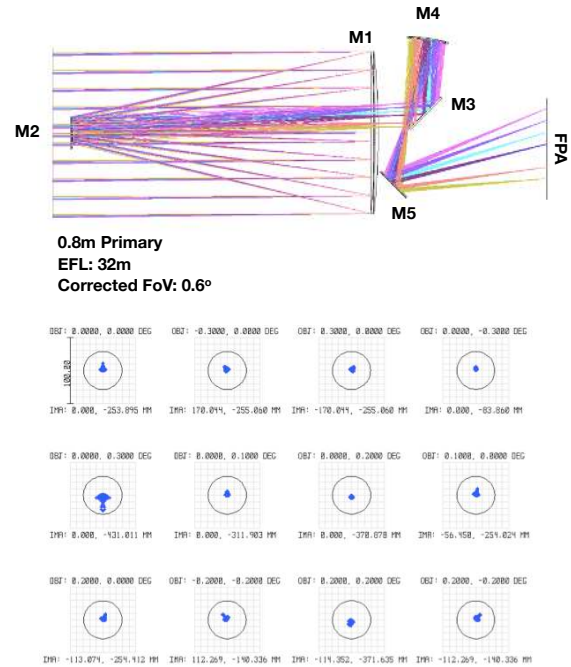 M4
M1
M2
M3
FPA
M5
0.8m Primary
EFL: 32m
Corrected FoV: 0.6º
OBJ: 0.0000, 0.0000 DEG
OBJ: -0.3000, 0.0000 DEG
OBJ: 0.3000, 0.0000 DEG
OBJ: 0.0000, -0.3000 DEG
100.00
IMA: 0.000, -253.895 MM
IMA: 170.044, -255.060 MM
IMA: -170.044, -255.060 MM
IMA: 0.000, -83.860 MM
OBJ: 0.0000, 0.3000 DEG
OBJ: 0.0000, 0.1000 DEG
OBJ: 0.0000, 0.2000 DEG
OBJ: 0.1000, 0.0000 DEG
IMA: 0.000, -431.011 MM
IMA: 0.000, -311.903 MM
IMA: 0.000, -370.878 MM
IMA: -56.450, -254.024 MM
OBJ: 0.2000, 0.0000 DEG
OBJ: -0.2000, -0.2000 DEG
OBJ: 0.2000, 0.2000 DEG
OBJ: 0.2000, -0.2000 DEG
IMA: -113.074, -254.412 MM
IMA: 112.269, -140.336 MM
IMA: -114.352, -371.635 MM
IMA: -112.269, -140.336 MM